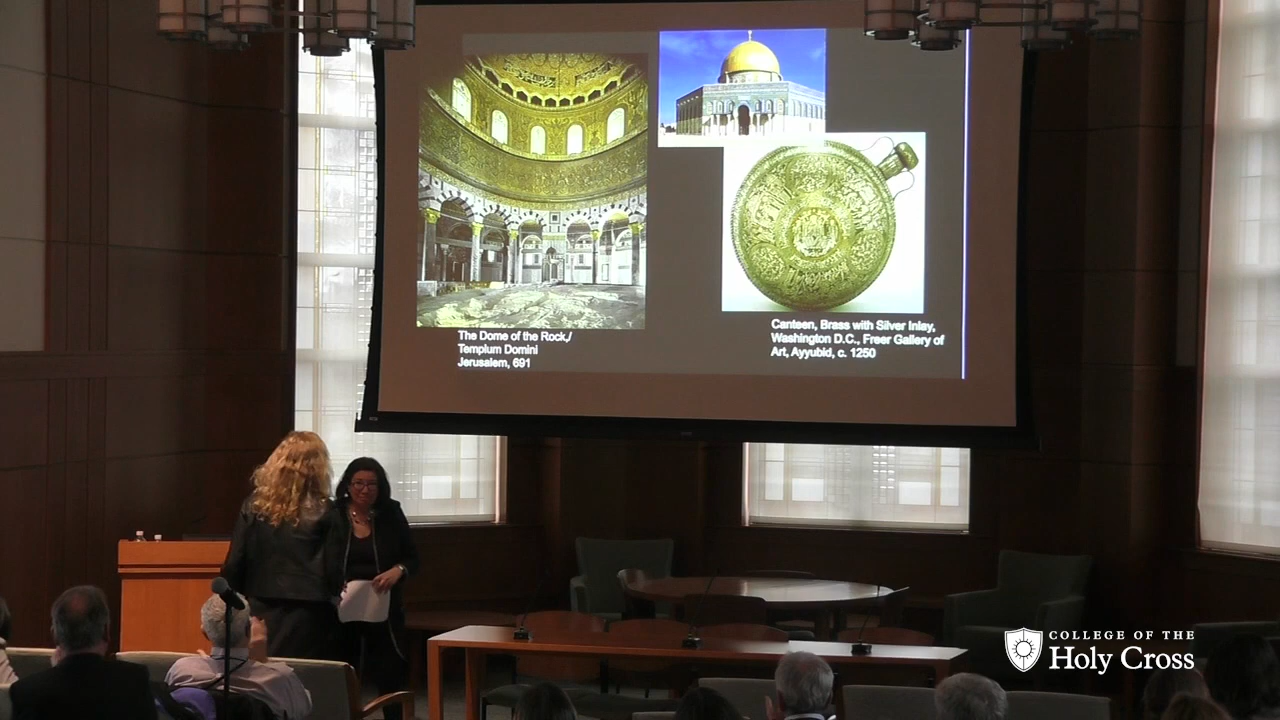 The Dome of the Rock,/
Templum Domini
Jerusalem, 691
Canteen, Brass with Silver Inlay,
Washington D.C., Freer Gallery of
Art, Ayyubid, c. 1250
COLLEGE OF THE
Holy Cross